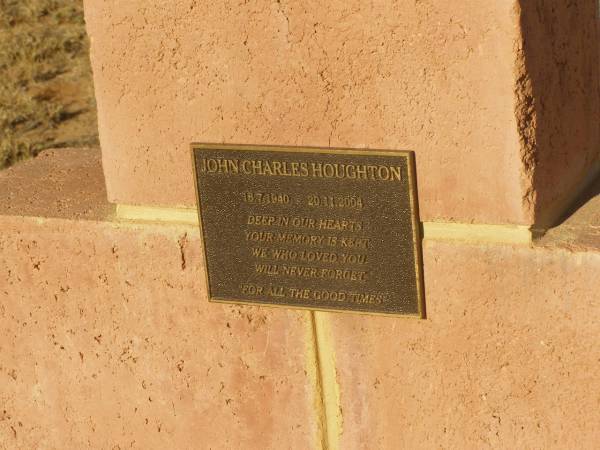 JOHN CHARLES HOUGHTON
18.7.1940 - 20.11.2004
DEEP IN OUR HEARTS
YOUR MEMORY IS KEPT
WE WHO LOVED YOU
WILL NEVER FORGET
"FOR ALL THE GOOD TIMES"